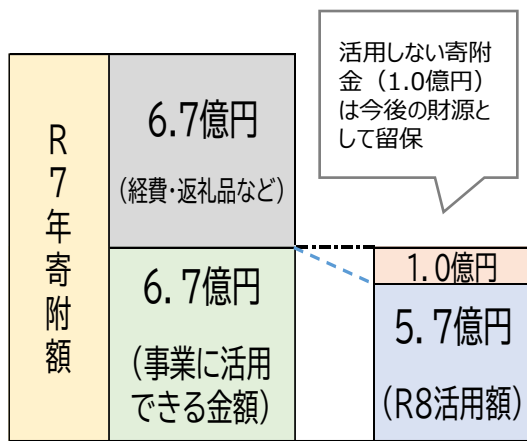 活用しない寄附
金（1.0億円）
は今後の財源と
して留保
R7年寄附額
6.7億円
（経費・返礼品など）
6.7億円
（事業に活用
できる金額）
1.0億円
5.7億円
（R8活用額）